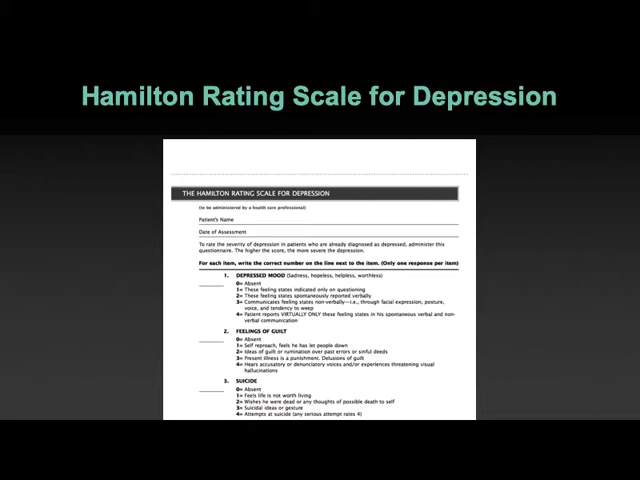 Hamilton Rating Scale for Depression
THE HAMILTON RATING SCALE FOR DEPRESSION
(to be administered by a health care professional)
Patient's Name
Date of Assessment
To rate the severity of depression in patients who are already diagnosed as depressed, administer this
questionnaire. The higher the score, the more severe the depression.
For each item, write the correct number on the line next to the item. (Only one response per item)
1. DEPRESSED MOOD (Sadness, hopeless, helpless, worthless)
0= Absent
1= These feeling states indicated only on questioning
2= These feeling states spontaneously reported verbally
3= Communicates feeling states non-verbally—i.e., through facial expression, posture,
voice, and tendency to weep
4= Patient reports VIRTUALLY ONLY these feeling states in his spontaneous verbal and non-
verbal communication
2. FEELINGS OF GUILT
0= Absent
1= Self reproach, feels he has let people down
2= Ideas of guilt or rumination over past errors or sinful deeds
3= Present illness is a punishment. Delusions of guilt
4= Hears accusatory or denunciatory voices and/or experiences threatening visual
hallucinations
3. SUICIDE
0= Absent
1= Feels life is not worth living
2= Wishes he were dead or any thoughts of possible death to self
3= Suicidal ideas or gesture
4= Attempts at suicide (any serious attempt rates 4)